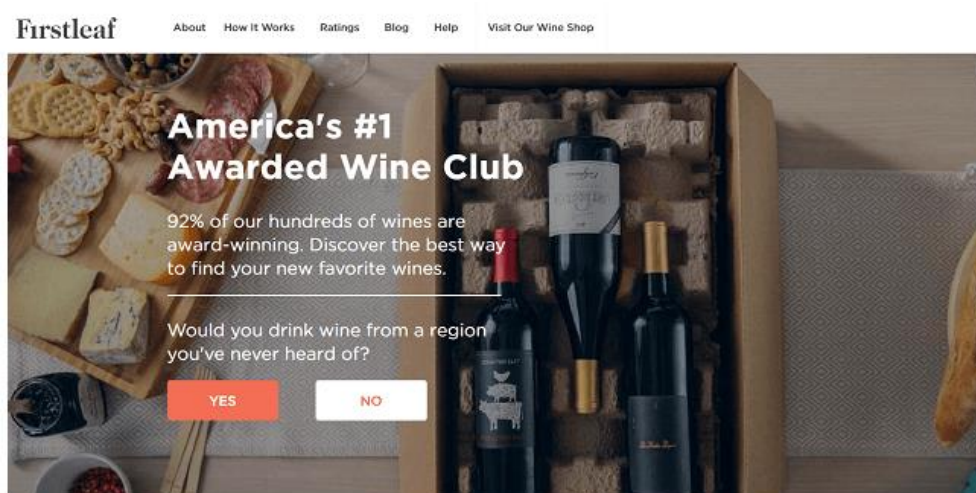 Firstleaf
About
How It Works
Ratings
Blog
Help
Visit Our Wine Shop
America's #1
Awarded Wine Club
92% of our hundreds of wines are
award-winning. Discover the best way
to find your new favorite wines.
Would you drink wine from a region
you've never heard of?
YES
NO